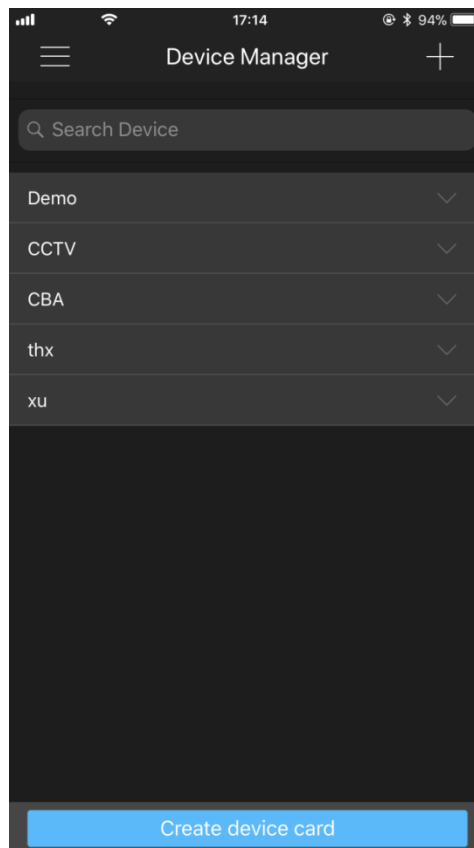 17:14
94%
Device Manager
Search Device
Demo
CCTV
CBA
thx
xu
Create device card